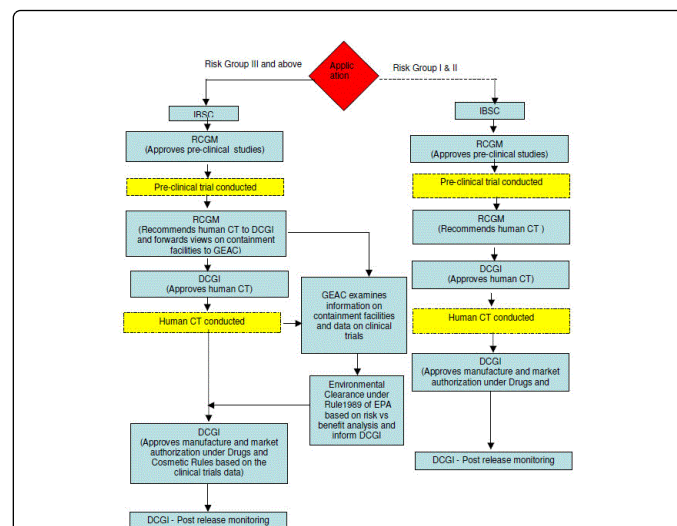 Risk Group III and above
Applic
ation
Risk Group I & II
IBSC
RCGM
(Approves pre-clinical studies)
Pre-clinical trial conducted
RCGM
(Recommends human CT to DCGI
and forwards views on containment
facilities to GEAC)
DCGI
(Approves human CT)
Human CT conducted
GEAC examines
information on
containment facilities
and data on clinical
trials
Environmental
Clearance under
Rule1989 of EPA
based on risk vs
benefit analysis and
inform DCGI
DCGI
(Approves manufacture and market
authorization under Drugs and
Cosmetic Rules based on the
clinical trials data)
DCGI - Post release monitoring
IBSC
RCGM
(Approves pre-clinical studies)
Pre-clinical trial conducted
RCGM
(Recommends human CT )
DCGI
(Approves human CT)
Human CT conducted
DCGI
(Approves manufacture and market
authorization under Drugs and
DCGI - Post release monitoring